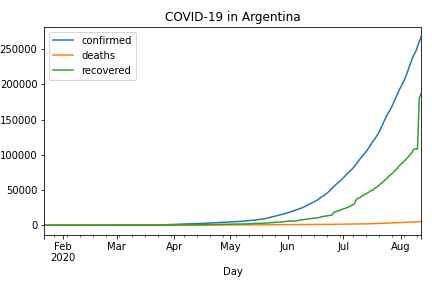 COVID-19 in Argentina
confirmed
deaths
recovered
250000
200000
150000
100000
50000
0
Feb Mar Apr May Jun Jul Aug
2020
Day